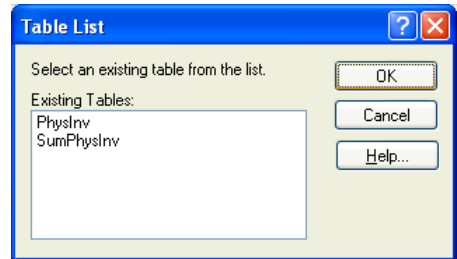 Table List
Select an existing table from the list.
Existing Tables:
PhysInv
SumPhysInv
OK
Cancel
Help...